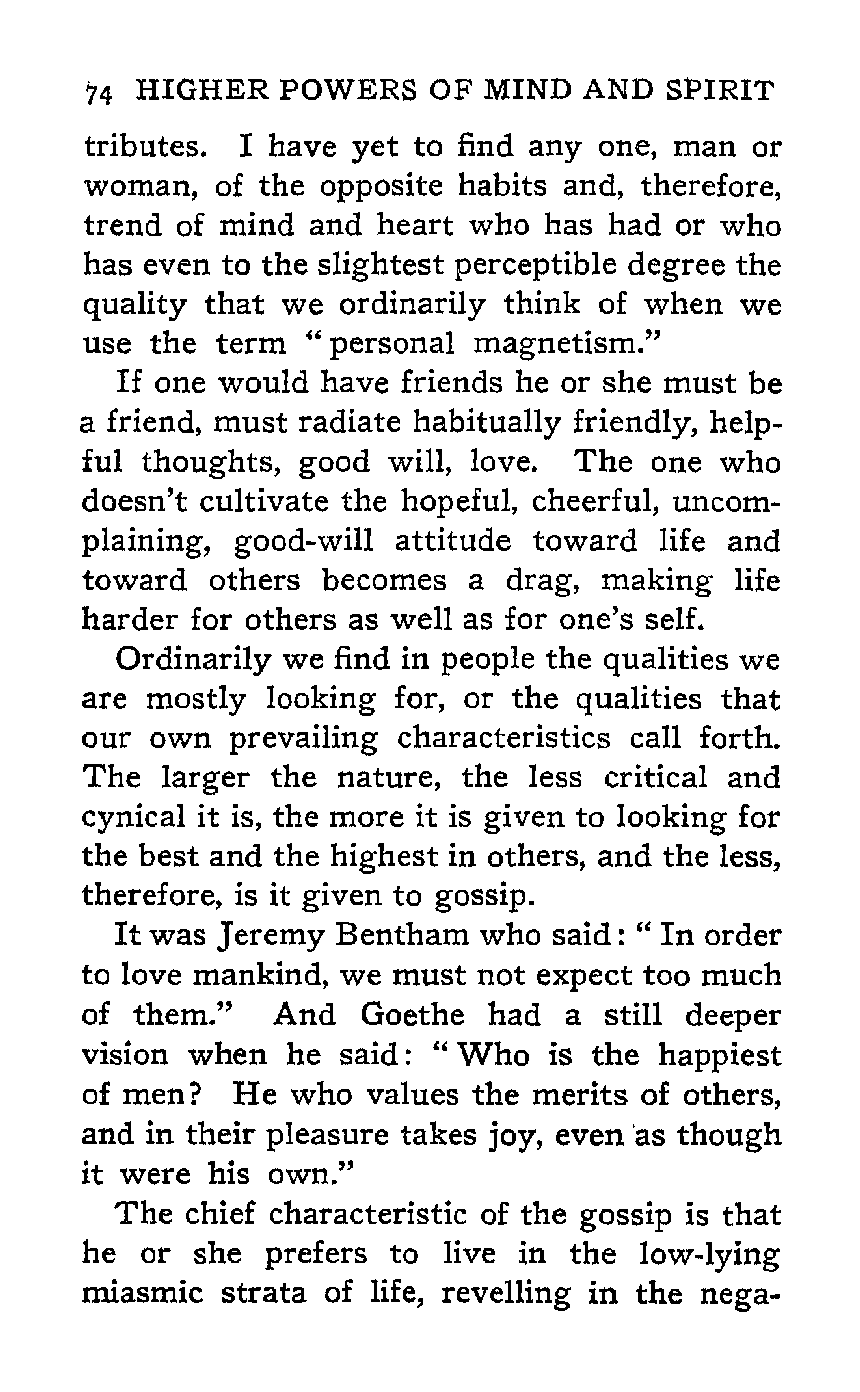 74 HIGHER POWERS OF MIND AND SPIRIT
tributes. I have yet to find any one, man or
woman, of the opposite habits and, therefore,
trend of mind and heart who has had or who
has even to the slightest perceptible degree the
quality that we ordinarily think of when we
use the term “personal magnetism.”
If one would have friends he or she must be
a friend, must radiate habitually friendly, help-
ful thoughts, good will, love. The one who
doesn’t cultivate the hopeful, cheerful, uncom-
plaining, good-will attitude toward life and
toward others becomes a drag, making life
harder for others as well as for one’s self.
Ordinarily we find in people the qualities we
are mostly looking for, or the qualities that
our own prevailing characteristics call forth.
The larger the nature, the less critical and
cynical it is, the more it is given to looking for
the best and the highest in others, and the less,
therefore, is it given to gossip.
It was Jeremy Bentham who said: “In order
to love mankind, we must not expect too much
of them.” And Goethe had a still deeper
vision when he said: “Who is the happiest
of men? He who values the merits of others,
and in their pleasure takes joy, even as though
it were his own.”
The chief characteristic of the gossip is that
he or she prefers to live in the low-lying
miasmic strata of life, revelling in the nega-